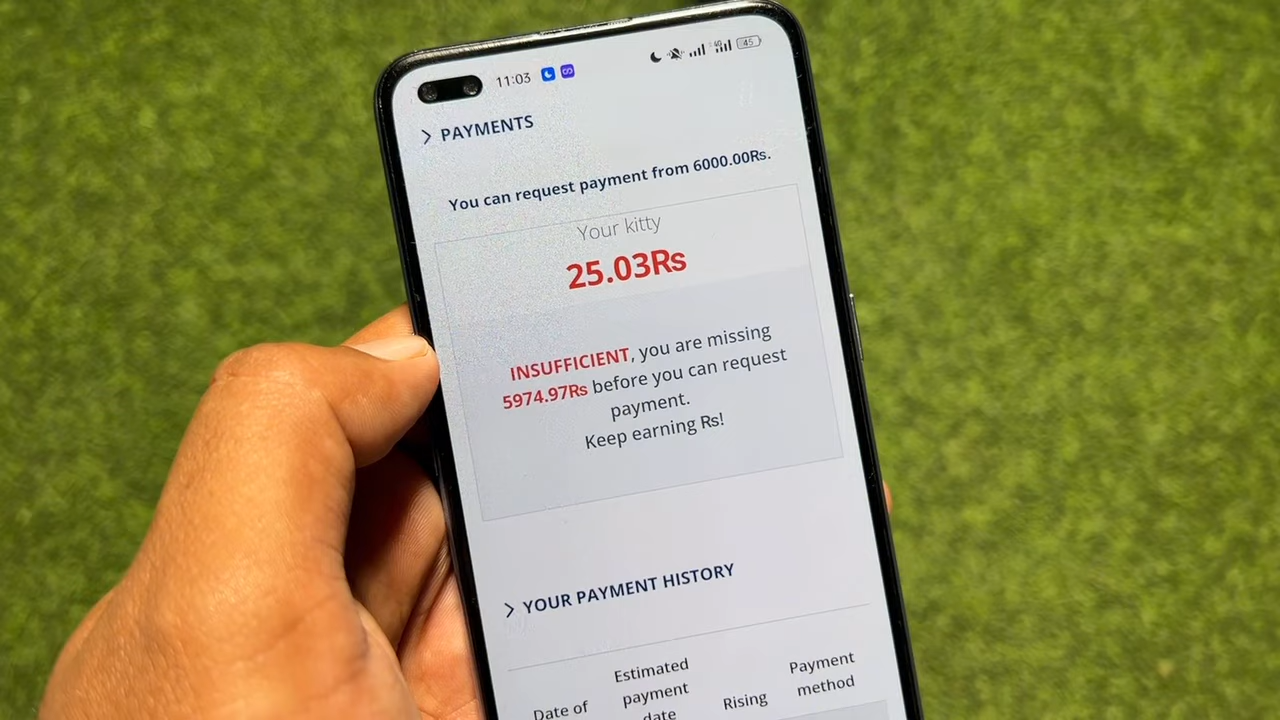 11:03
45
> PAYMENTS
You can request payment from 6000.00Rs.
Your kitty
25.03Rs
INSUFFICIENT, you are missing
5974.97Rs before you can request
payment.
Keep earning Rs!
> YOUR PAYMENT HISTORY
Date of
Estimated
payment
date
Rising
Payment
method